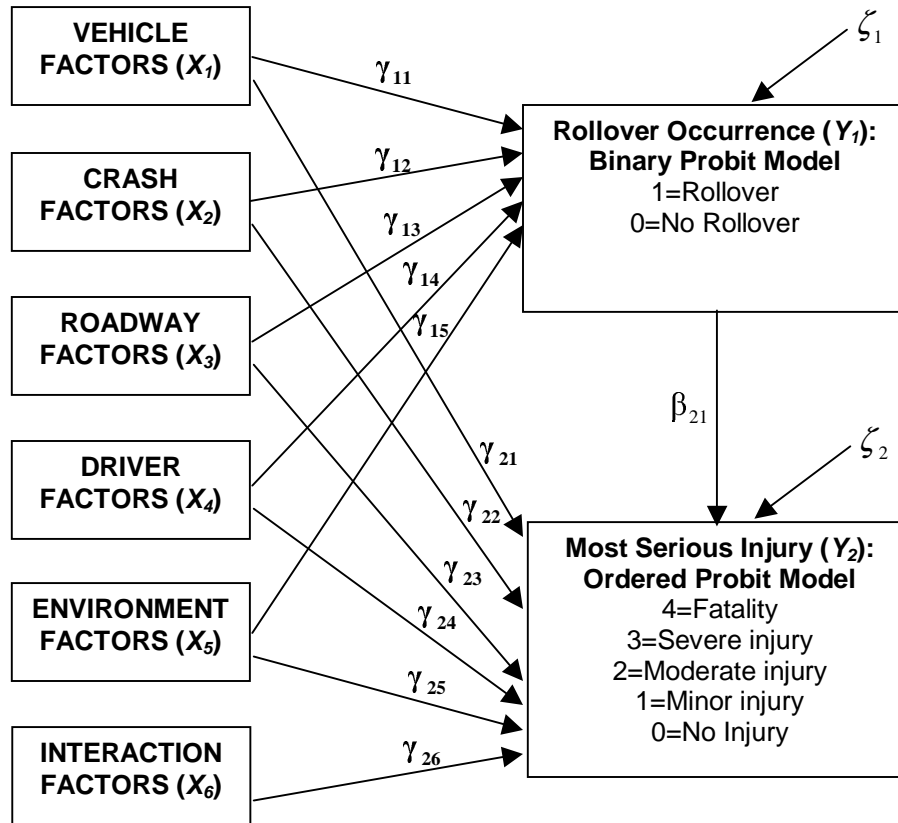 VEHICLE
FACTORS (X1)
CRASH
FACTORS (X2)
ROADWAY
FACTORS (X3)
DRIVER
FACTORS (X4)
ENVIRONMENT
FACTORS (X5)
INTERACTION
FACTORS (X6)
γ11
γ12
γ13
γ14
γ15
γ21
γ22
γ23
γ24
γ25
γ26
ζ1
Rollover Occurrence (Y1):
Binary Probit Model
1=Rollover
0=No Rollover
β21
ζ2
Most Serious Injury (Y2):
Ordered Probit Model
4=Fatality
3=Severe injury
2=Moderate injury
1=Minor injury
0=No Injury